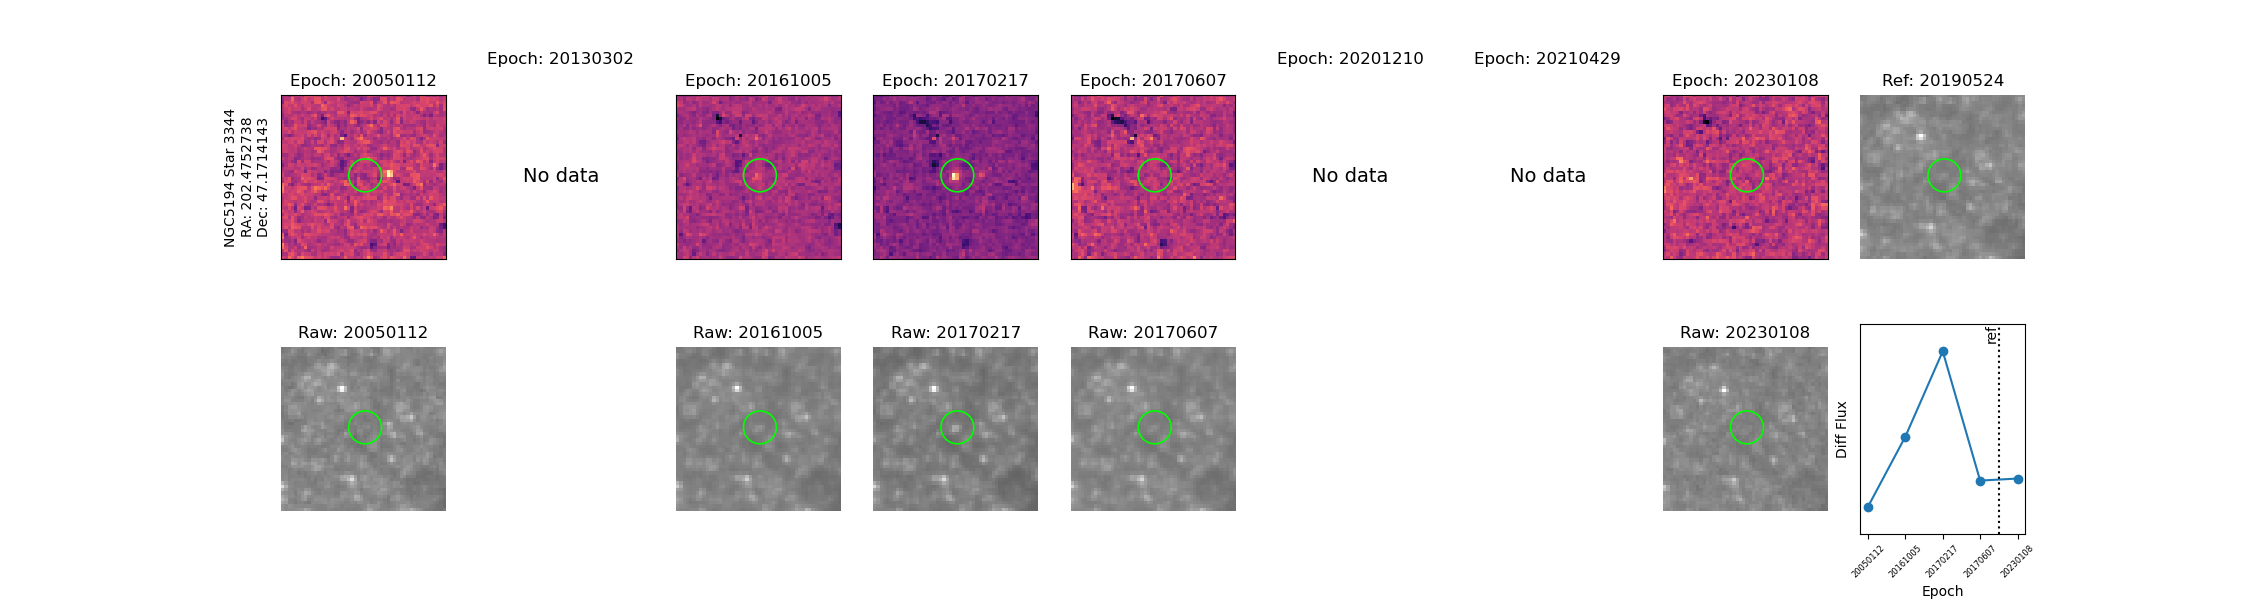 Epoch: 20130302
Epoch: 20201210
Epoch: 20210429
Epoch: 20050112
Epoch: 20161005
Epoch: 20170217
Epoch: 20170607
Epoch: 20230108
Ref: 20190524
NGC5194 Star 3344
RA: 202.4752738
Dec: 47.1714143
No data
No data
No data
Raw: 20050112
Raw: 20161005
Raw: 20170217
Raw: 20170607
Raw: 20230108
ref
Diff Flux
20050112
20161005
20170217
20170607
20230108
Epoch